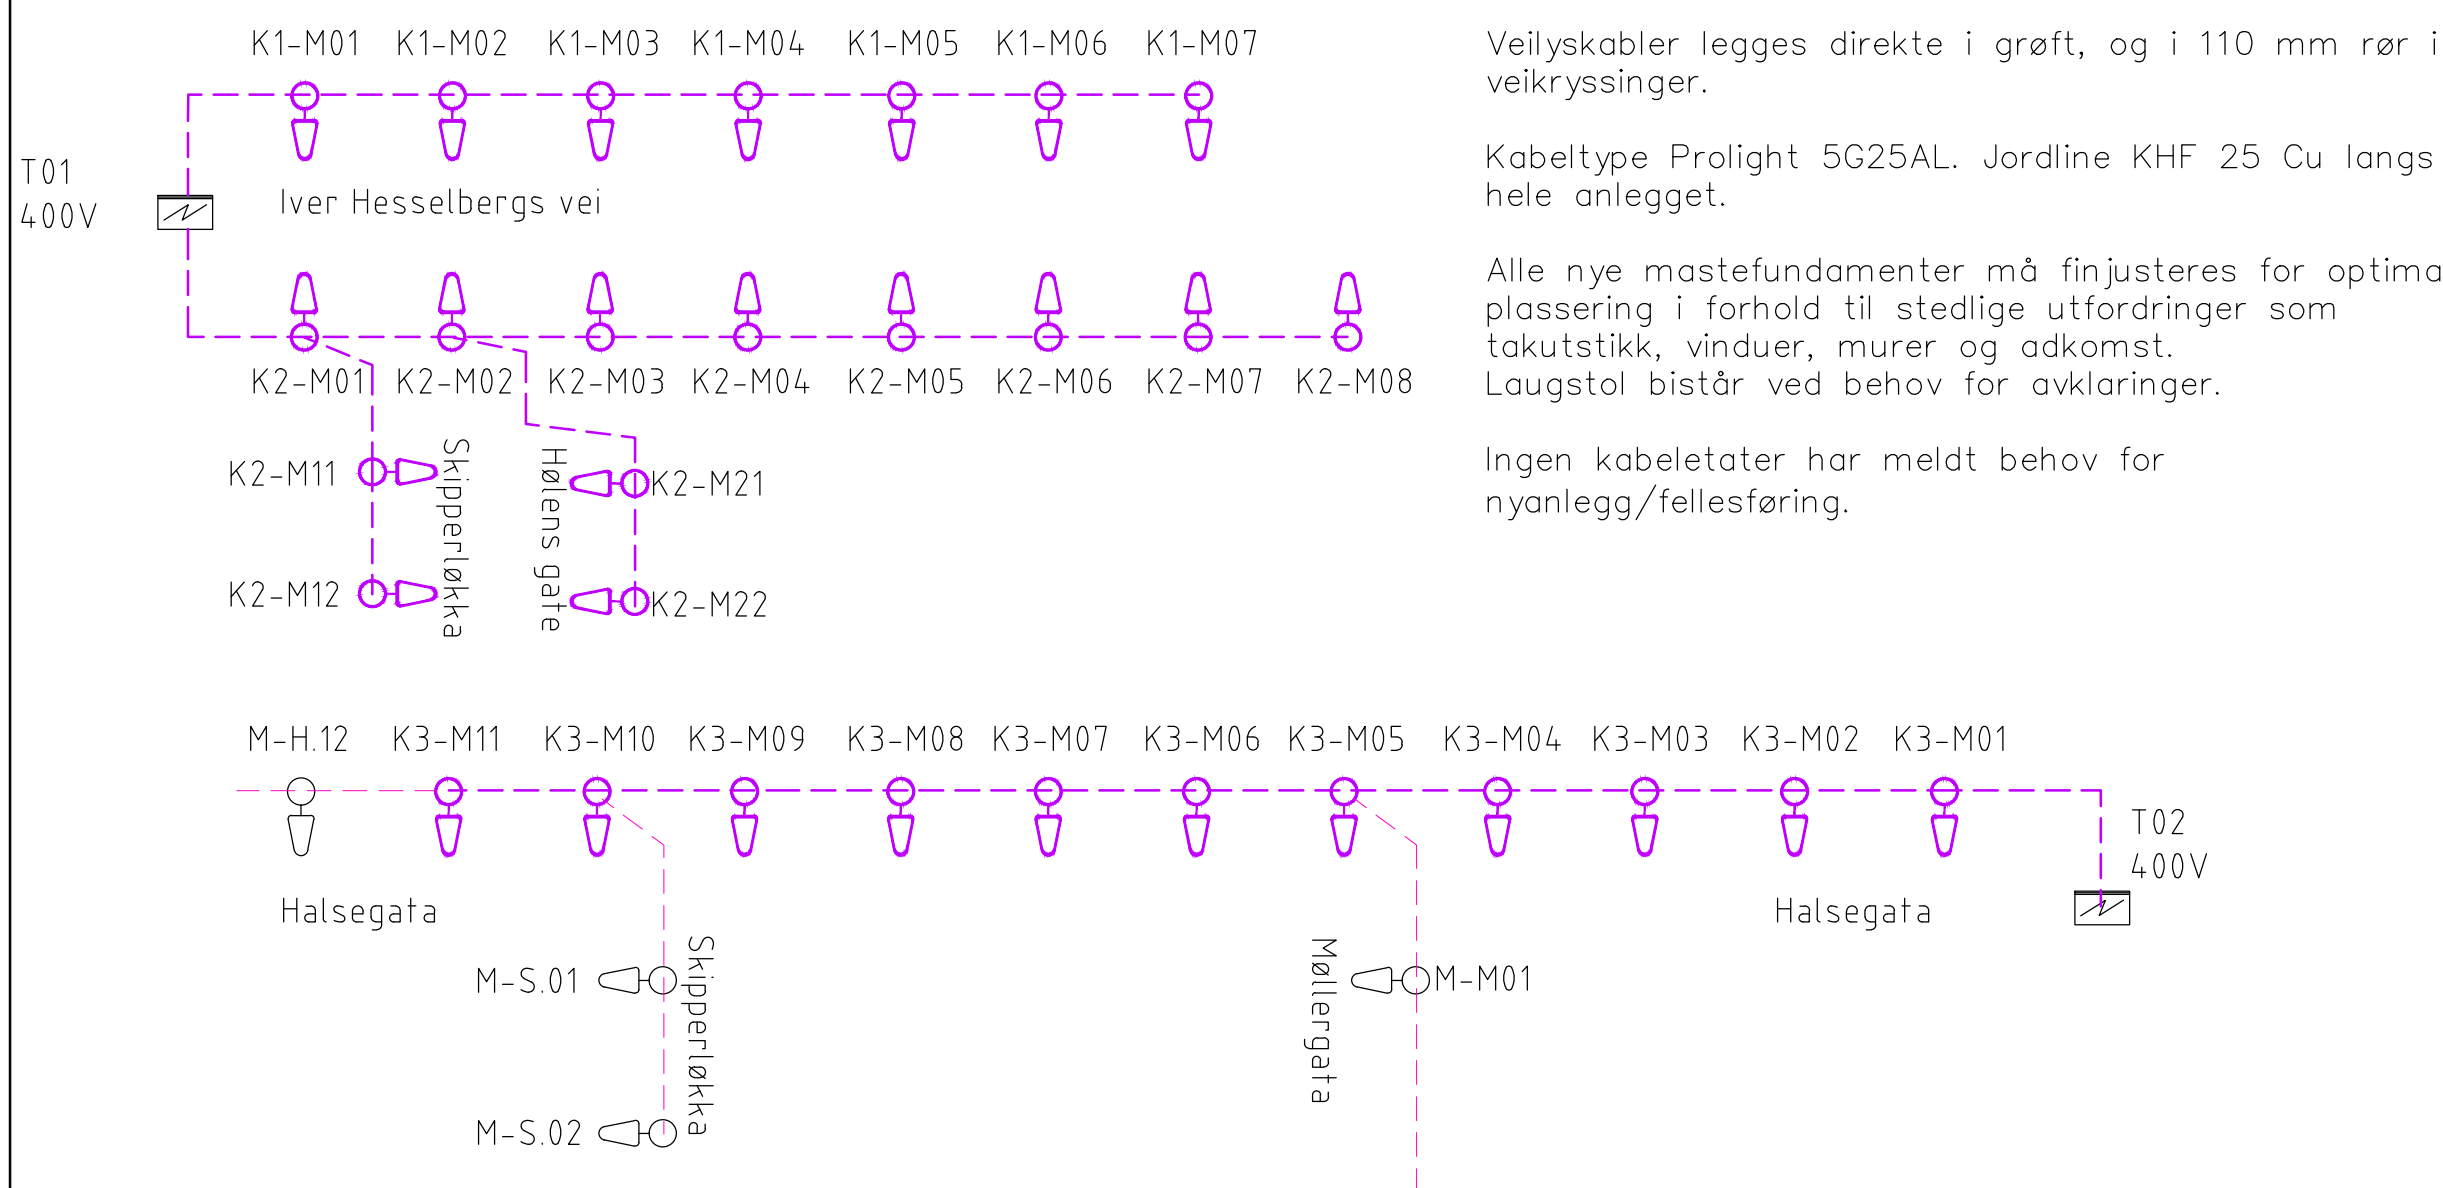 K1-M01 K1-M02 K1-M03 K1-M04 K1-M05 K1-M06 K1-M07
T01
400V
Iver Hesselbergs vei
K2-M01 K2-M02 K2-M03 K2-M04 K2-M05 K2-M06 K2-M07 K2-M08
K2-M11
K2-M12
Skipperløkka
Hølens gate
K2-M21
K2-M22
Veilyskabler legges direkte i grøft, og i 110 mm rør i
veikryssinger.
Kabeltype Prolight 5G25AL. Jordline KHF 25 Cu langs
hele anlegget.
Alle nye mastefundamenter må finjusteres for optima
plassering i forhold til stedlige utfordringer som
takutstikk, vinduer, murer og adkomst.
Laugstol bistår ved behov for avklaringer.
Ingen kabeletater har meldt behov for
nyanlegg/fellesføring.
M-H.12 K3-M11 K3-M10 K3-M09 K3-M08 K3-M07 K3-M06 K3-M05 K3-M04 K3-M03 K3-M02 K3-M01
T02
400V
Halsegata
Halsegata
M-S.01
M-S.02
Skipperløkka
Møllergata
M-M01